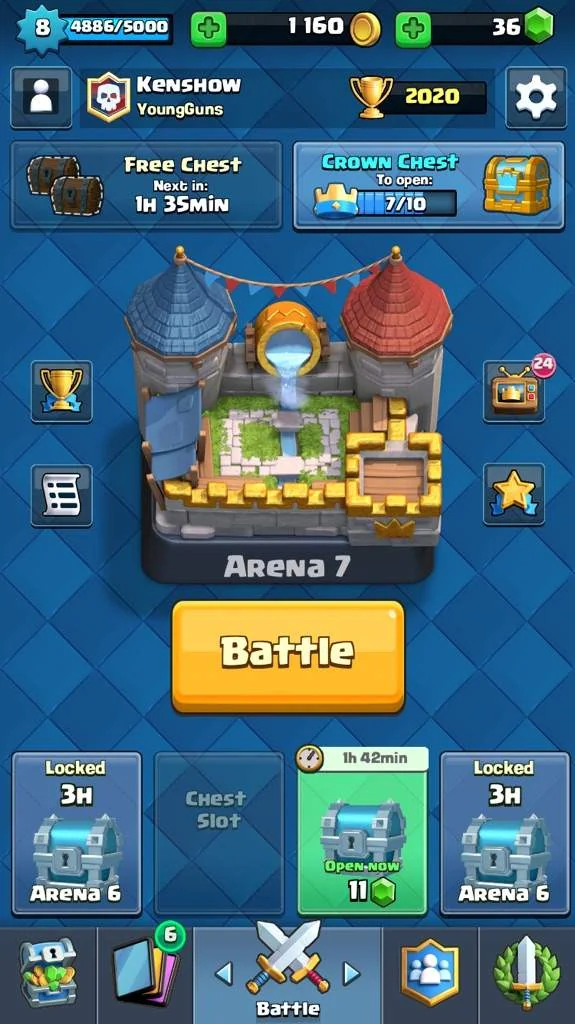 8 4886/5000 1 160 36
Kenshow
YoungGuns
2020
Free Chest
Next in:
1h 35min
Crown Chest
To open:
7/10
24
Arena 7
Battle
Locked
3h
Arena 6
Chest
Slot
1h 42min
Open now
11
Locked
3h
Arena 6
6
Battle